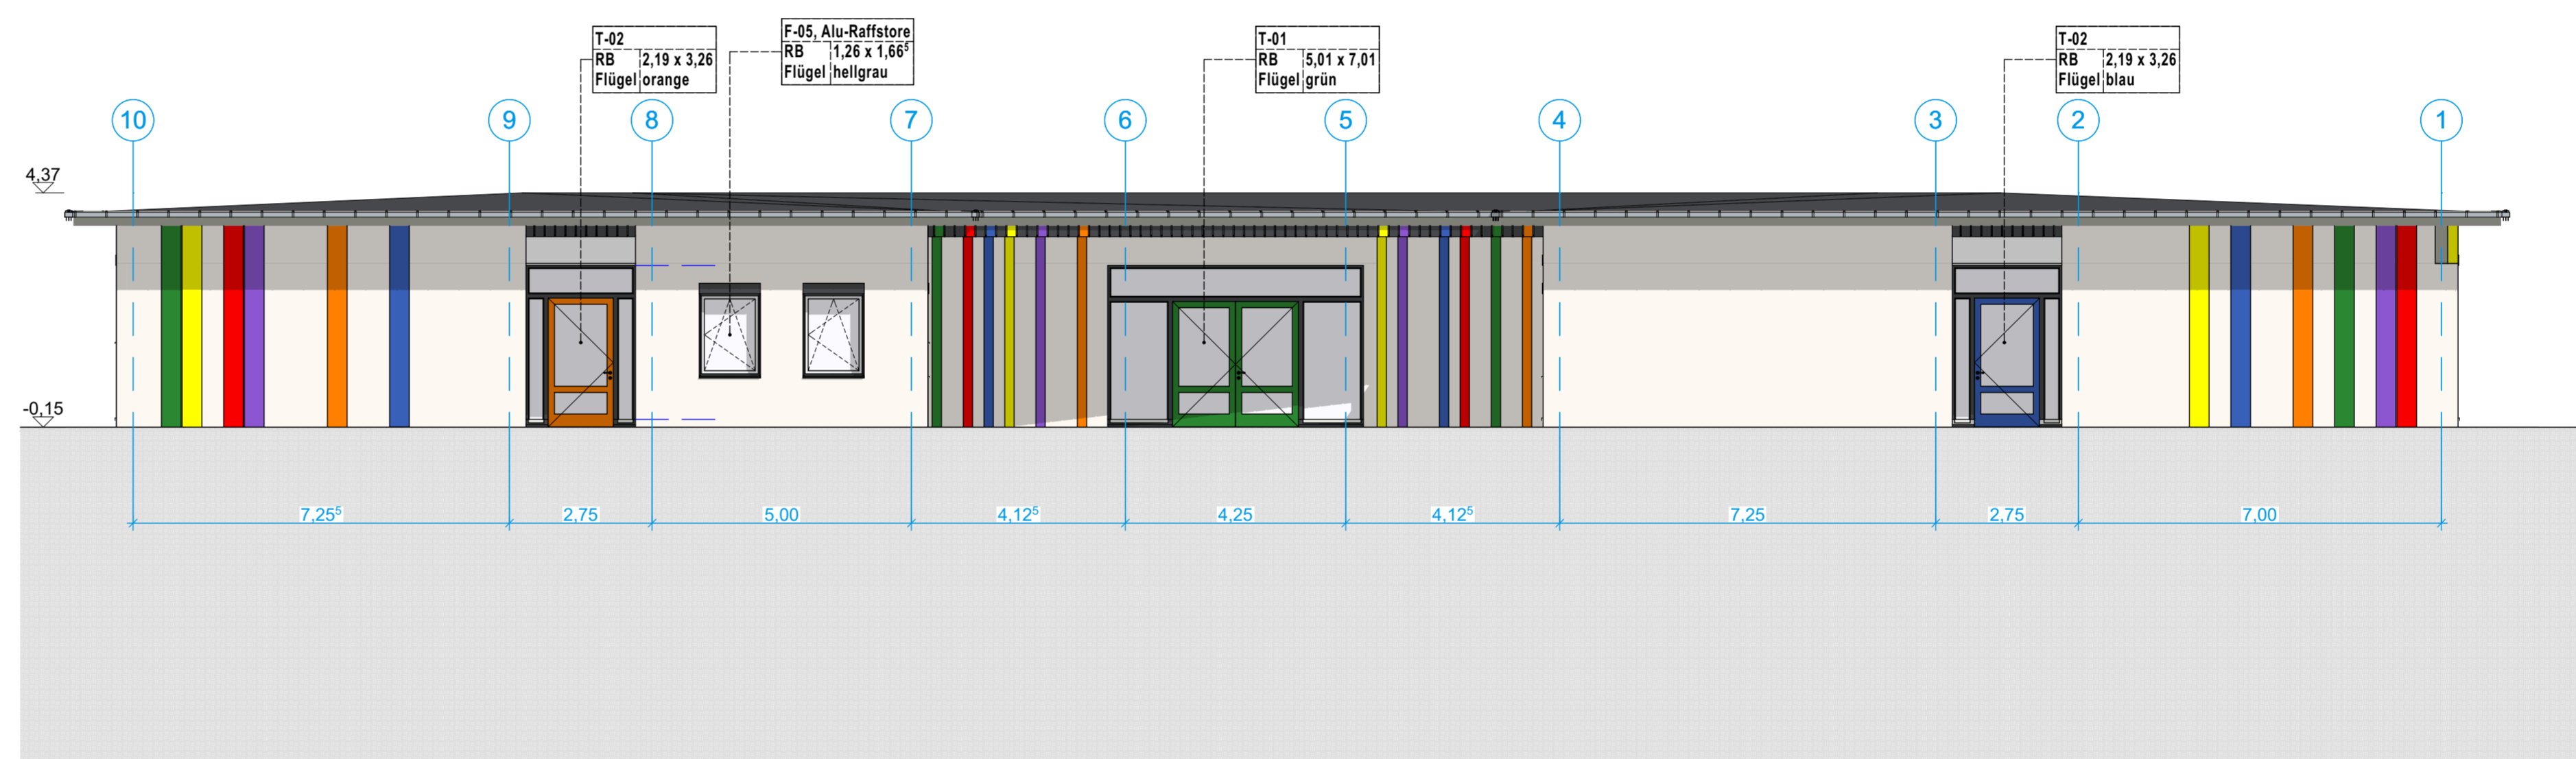 T-02
RB 2,19 x 3,26
Flügel orange
F-05, Alu-Raffstore
RB 1,26 x 1,66⁵
Flügel hellgrau
T-01
RB 5,01 x 7,01
Flügel grün
T-02
RB 2,19 x 3,26
Flügel blau
10 9 8 7 6 5 4 3 2 1
4,37
-0,15
7,25⁵ 2,75 5,00 4,12⁵ 4,25 4,12⁵ 7,25 2,75 7,00